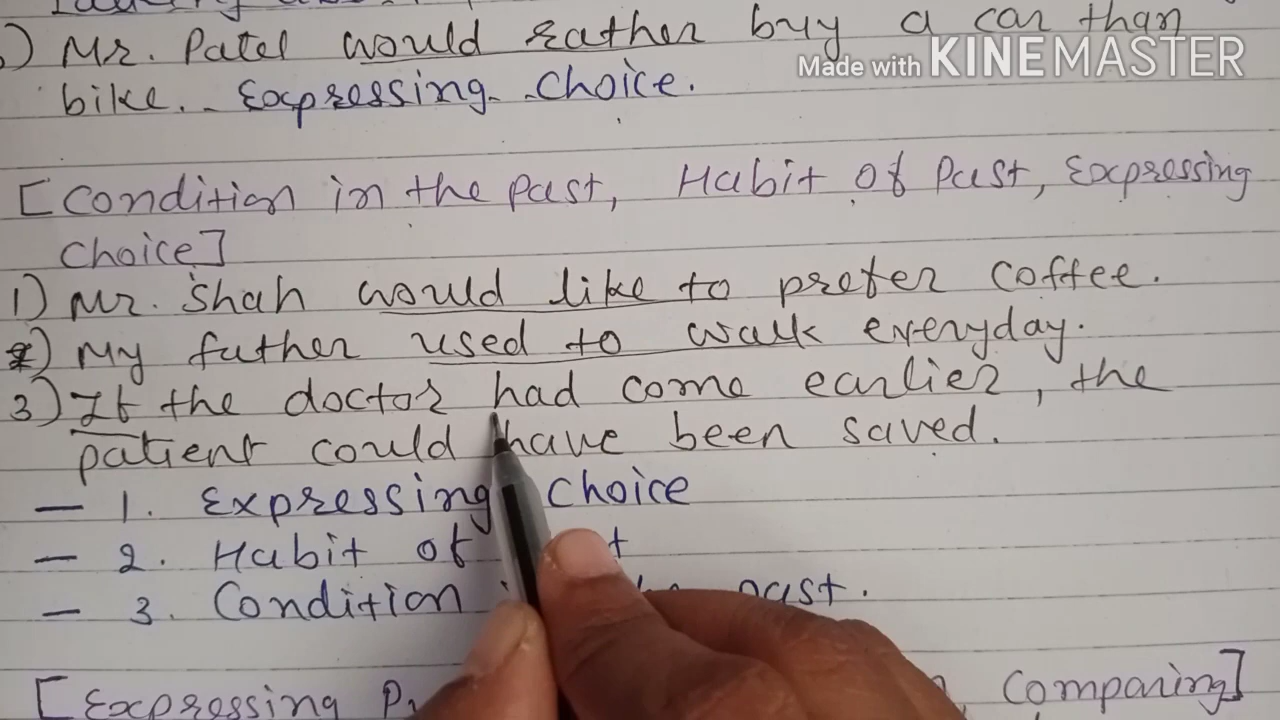 Mr. Patel would rather buy a car than
Made with KINEMASTER
bike. Expressing choice.
[Condition in the past, Habit of Past, Expressing
Choice]
1) Mr. Shah would like to prefer coffee.
2) My father used to walk everyday.
3) If the doctor had come earlier, the
patient could have been saved.
– 1. Expressing Choice
– 2. Habit of
– 3. Condition past.
[Expressing Comparing]